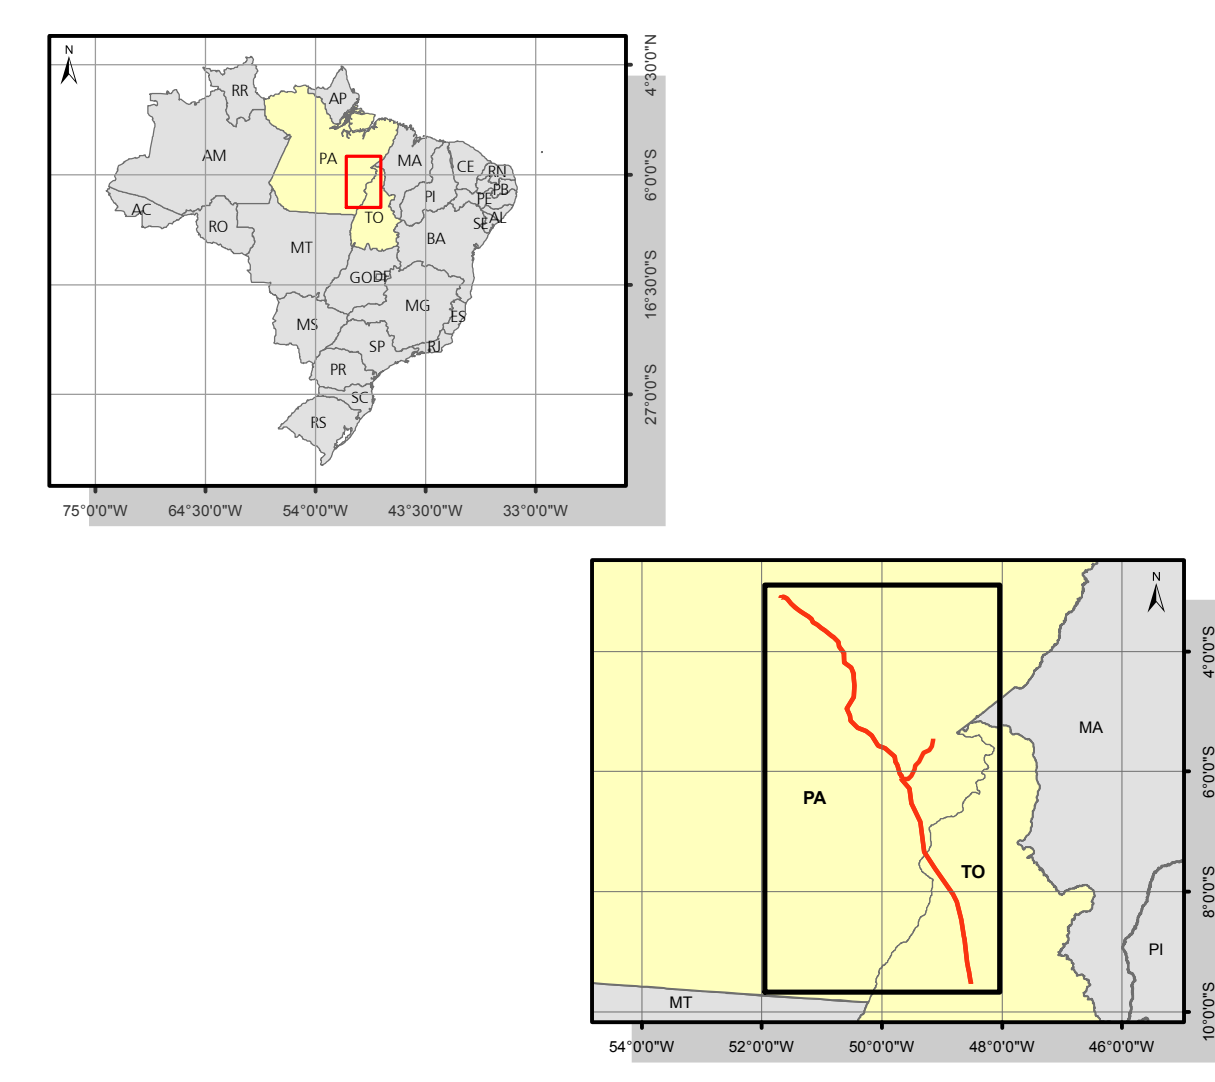 N
4°30'0"N
RR
AP
AM
PA
MA
CE
RN
6°0'0"S
PB
PI
PE
AC
TO
AL
RO
SE
MT
BA
GO
DF
16°30'0"S
MG
MS
ES
SP
RJ
PR
27°0'0"S
SC
RS
75°0'0"W 64°30'0"W 54°0'0"W 43°30'0"W 33°0'0"W
N
4°0'0"S
MA
6°0'0"S
PA
TO
8°0'0"S
PI
MT
10°0'0"S
54°0'0"W 52°0'0"W 50°0'0"W 48°0'0"W 46°0'0"W